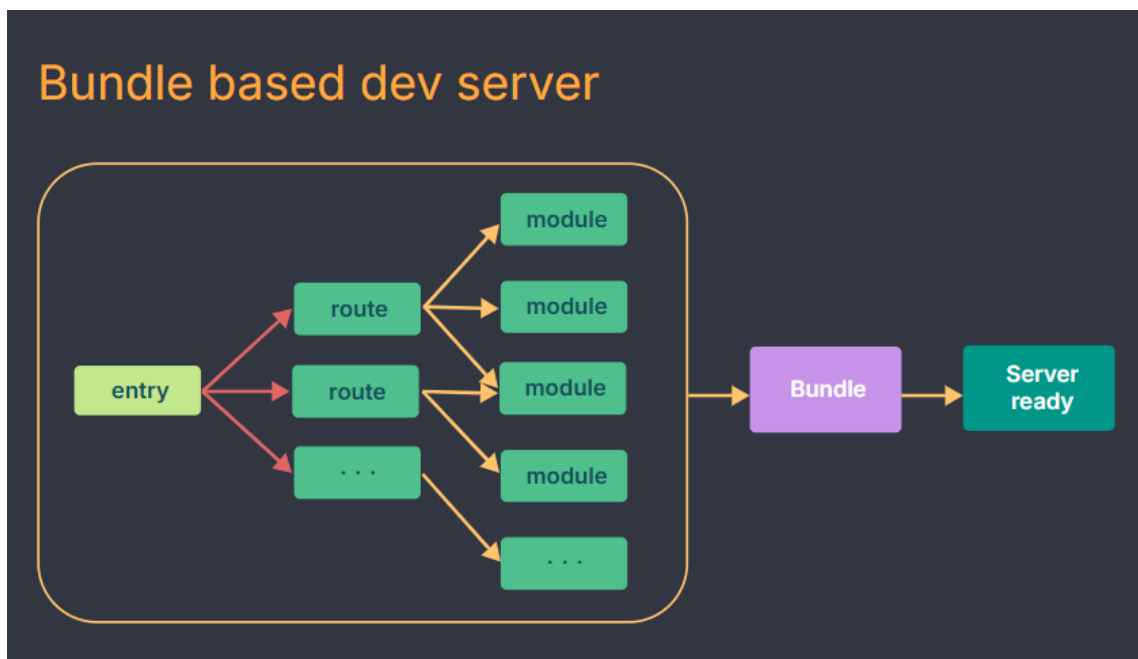 Bundle based dev server
module
route
module
entry
route
module
Bundle
Server
ready
· · ·
module
· · ·